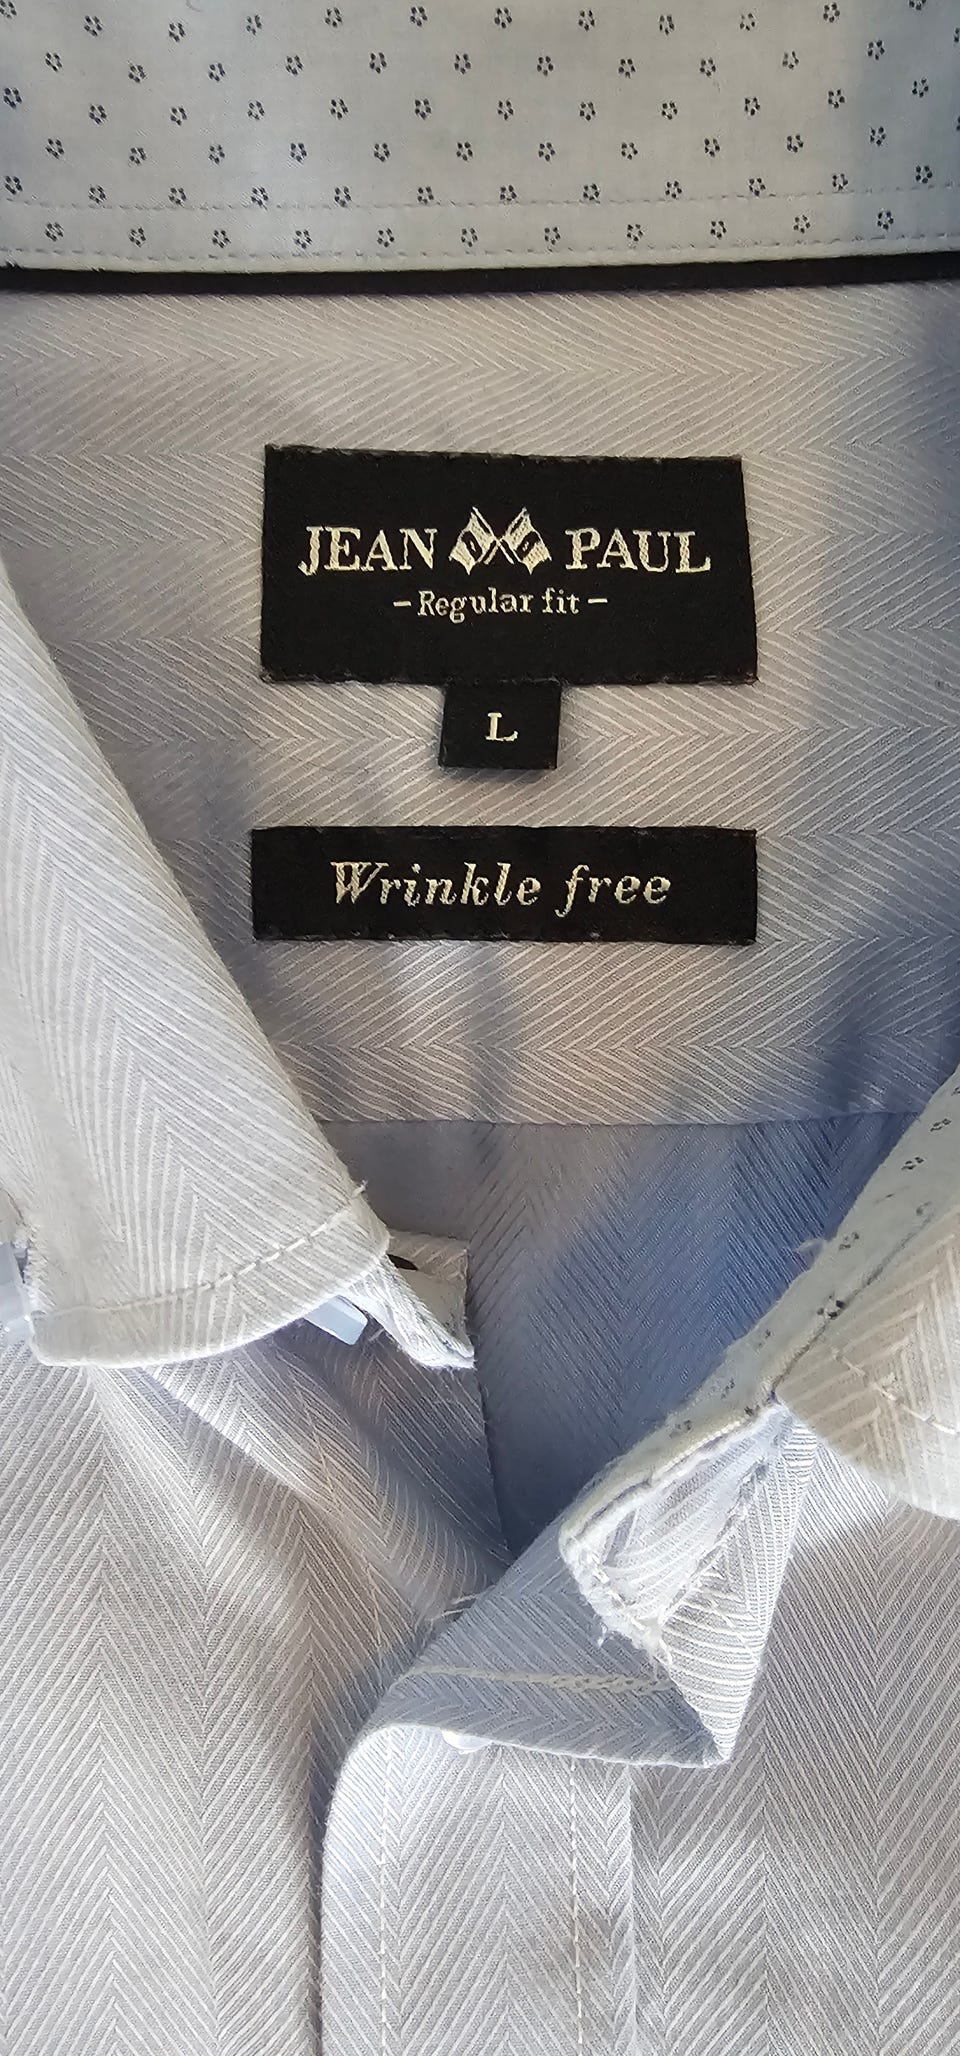 JEAN PAUL
- Regular fit -
L
Wrinkle free